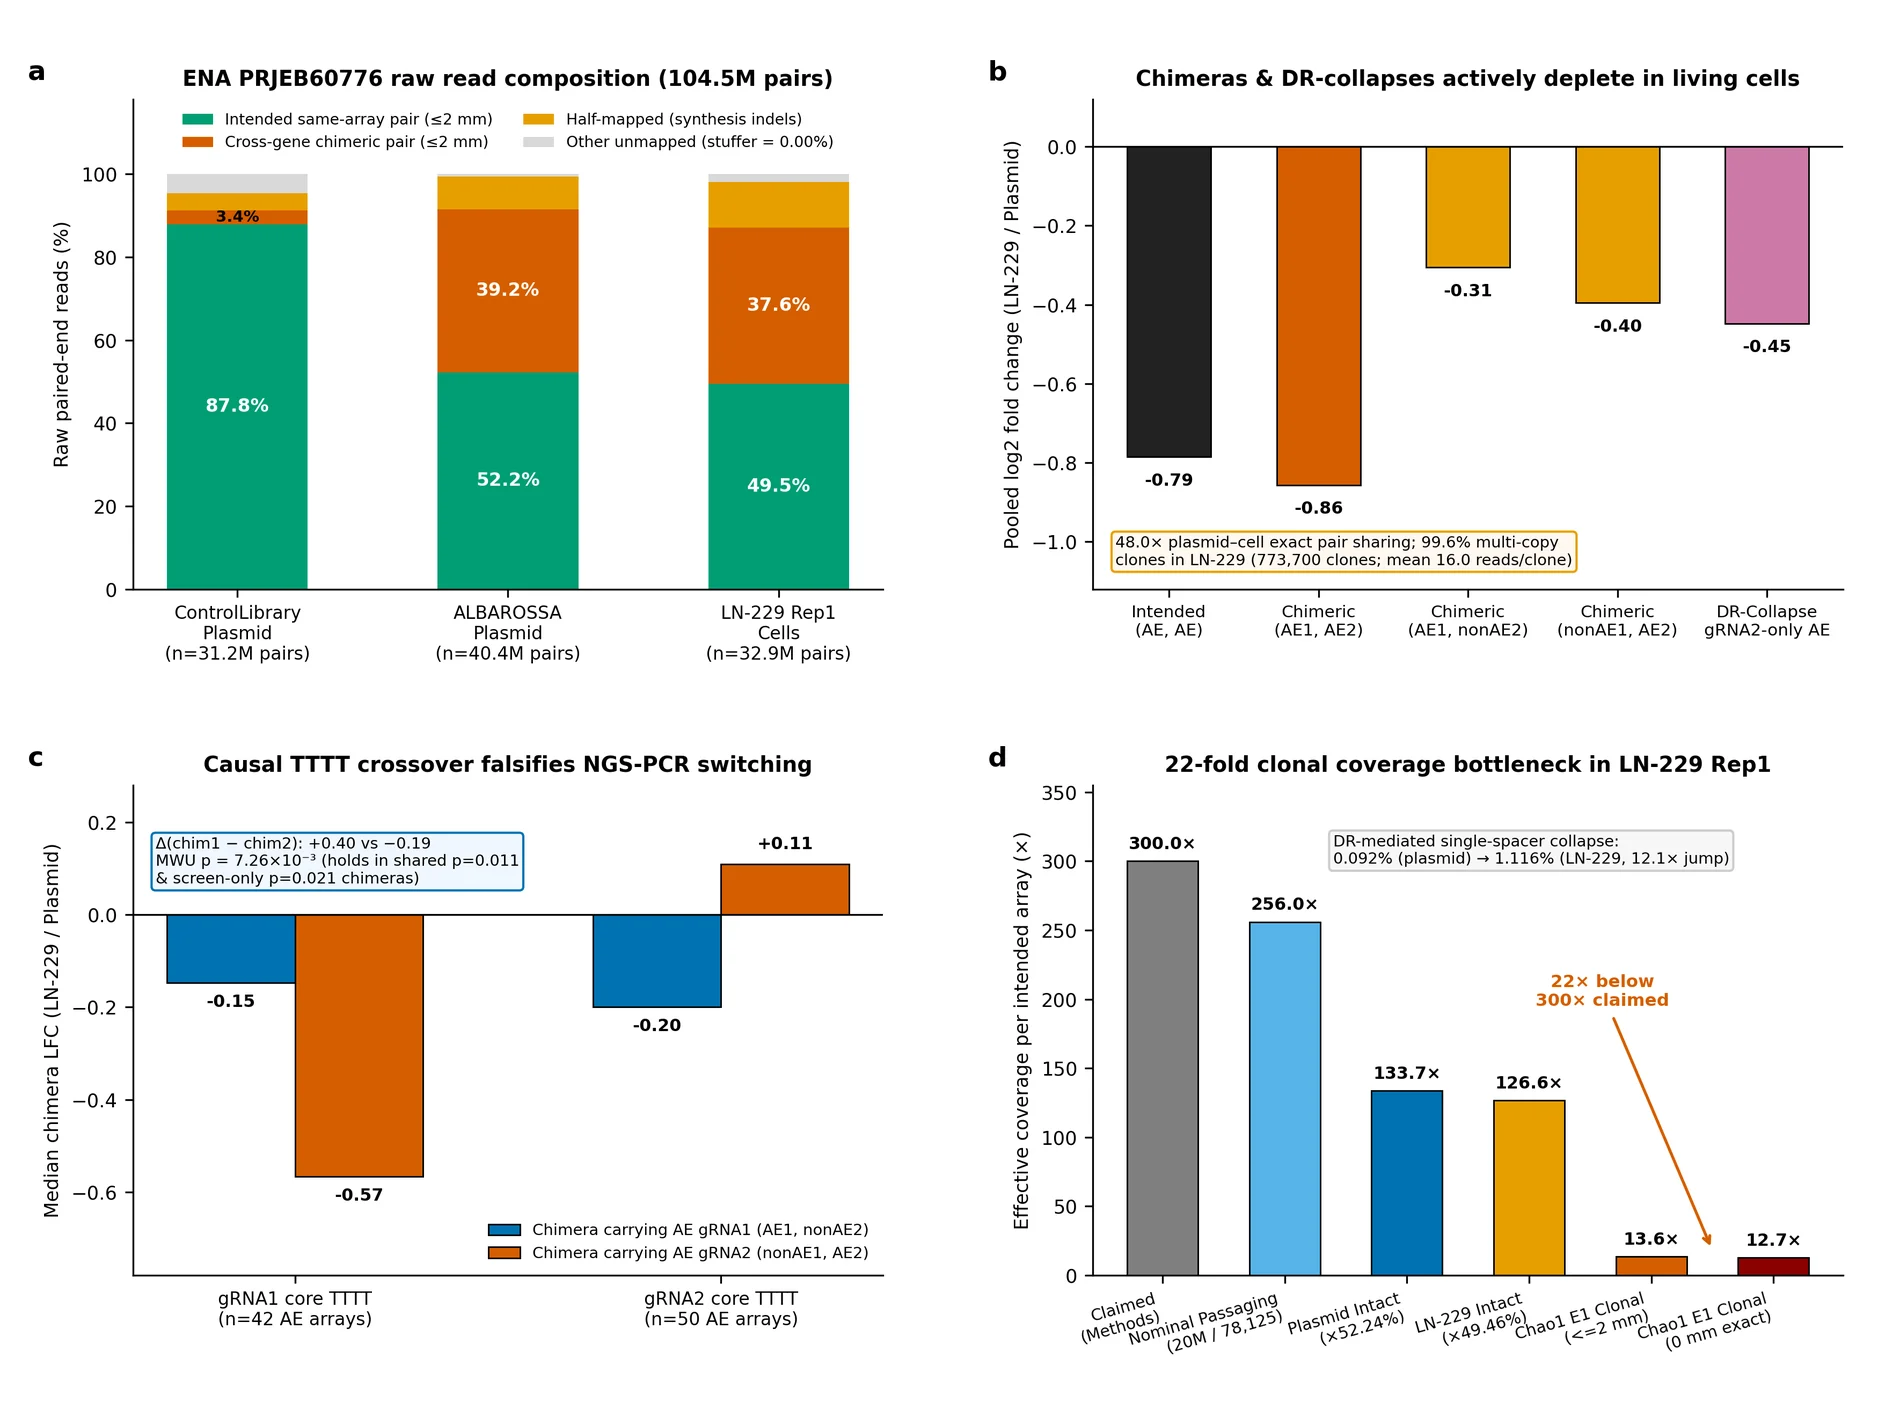 a
ENA PRJEB60776 raw read composition (104.5M pairs)
Intended same-array pair (≤2 mm)
Cross-gene chimeric pair (≤2 mm)
Half-mapped (synthesis indels)
Other unmapped (stuffer = 0.00%)
Raw paired-end reads (%)
100
80
60
40
20
0
3.4%
87.8%
39.2%
52.2%
37.6%
49.5%
ControlLibrary
Plasmid
(n=31.2M pairs)
ALBAROSSA
Plasmid
(n=40.4M pairs)
LN-229 Rep1
Cells
(n=32.9M pairs)
b
Chimeras & DR-collapses actively deplete in living cells
Pooled log2 fold change (LN-229 / Plasmid)
0.0
−0.2
−0.4
−0.6
−0.8
−1.0
-0.79
-0.86
-0.31
-0.40
-0.45
48.0× plasmid–cell exact pair sharing; 99.6% multi-copy
clones in LN-229 (773,700 clones; mean 16.0 reads/clone)
Intended
(AE, AE)
Chimeric
(AE1, AE2)
Chimeric
(AE1, nonAE2)
Chimeric
(nonAE1, AE2)
DR-Collapse
gRNA2-only AE
c
Causal TTTT crossover falsifies NGS-PCR switching
Median chimera LFC (LN-229 / Plasmid)
0.2
0.0
−0.2
−0.4
−0.6
Δ(chim1 − chim2): +0.40 vs −0.19
MWU p = 7.26×10⁻³ (holds in shared p=0.011
& screen-only p=0.021 chimeras)
-0.15
-0.57
-0.20
+0.11
Chimera carrying AE gRNA1 (AE1, nonAE2)
Chimera carrying AE gRNA2 (nonAE1, AE2)
gRNA1 core TTTT
(n=42 AE arrays)
gRNA2 core TTTT
(n=50 AE arrays)
d
22-fold clonal coverage bottleneck in LN-229 Rep1
Effective coverage per intended array (×)
350
300
250
200
150
100
50
0
DR-mediated single-spacer collapse:
0.092% (plasmid) → 1.116% (LN-229, 12.1× jump)
300.0×
256.0×
133.7×
126.6×
13.6×
12.7×
22× below
300× claimed
Claimed
(Methods)
Nominal Passaging
(20M / 78,125)
Plasmid Intact
(×52.24%)
LN-229 Intact
(×49.46%)
Chao1 E1 Clonal
(<=2 mm)
Chao1 E1 Clonal
(0 mm exact)